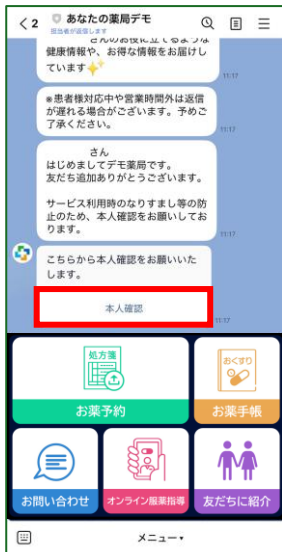 2 あなたの薬局デモ
担当者が返信します
さんのお役に立てるような
健康情報や、お得な情報をお届けし
ています✨
11:17
※患者様対応中や営業時間外は返信
が遅れる場合がございます。予めご
了承ください。
11:17
さん
はじめましてデモ薬局です。
友だち追加ありがとうございます。
サービス利用時のなりすまし等の防
止のため、本人確認をお願いしてお
ります。
11:17
こちらから本人確認をお願いいた
します。
本人確認
11:17
処方箋
お薬予約
おくすり
お薬手帳
お問い合わせ
オンライン服薬指導
友だちに紹介
メニュー▾